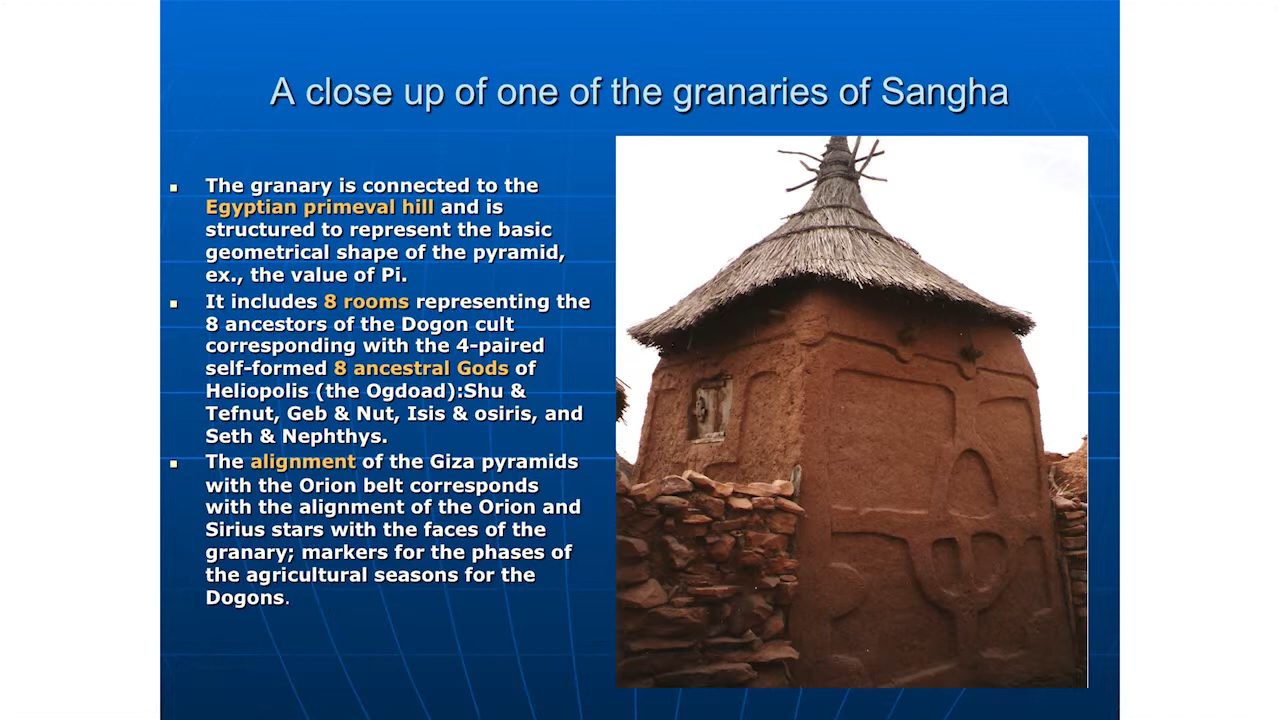 A close up of one of the granaries of Sangha
The granary is connected to the
Egyptian primeval hill and is
structured to represent the basic
geometrical shape of the pyramid,
ex., the value of Pi.
It includes 8 rooms representing the
8 ancestors of the Dogon cult
corresponding with the 4-paired
self-formed 8 ancestral Gods of
Heliopolis (the Ogdoad):Shu &
Tefnut, Geb & Nut, Isis & osiris, and
Seth & Nephthys.
The alignment of the Giza pyramids
with the Orion belt corresponds
with the alignment of the Orion and
Sirius stars with the faces of the
granary; markers for the phases of
the agricultural seasons for the
Dogons.